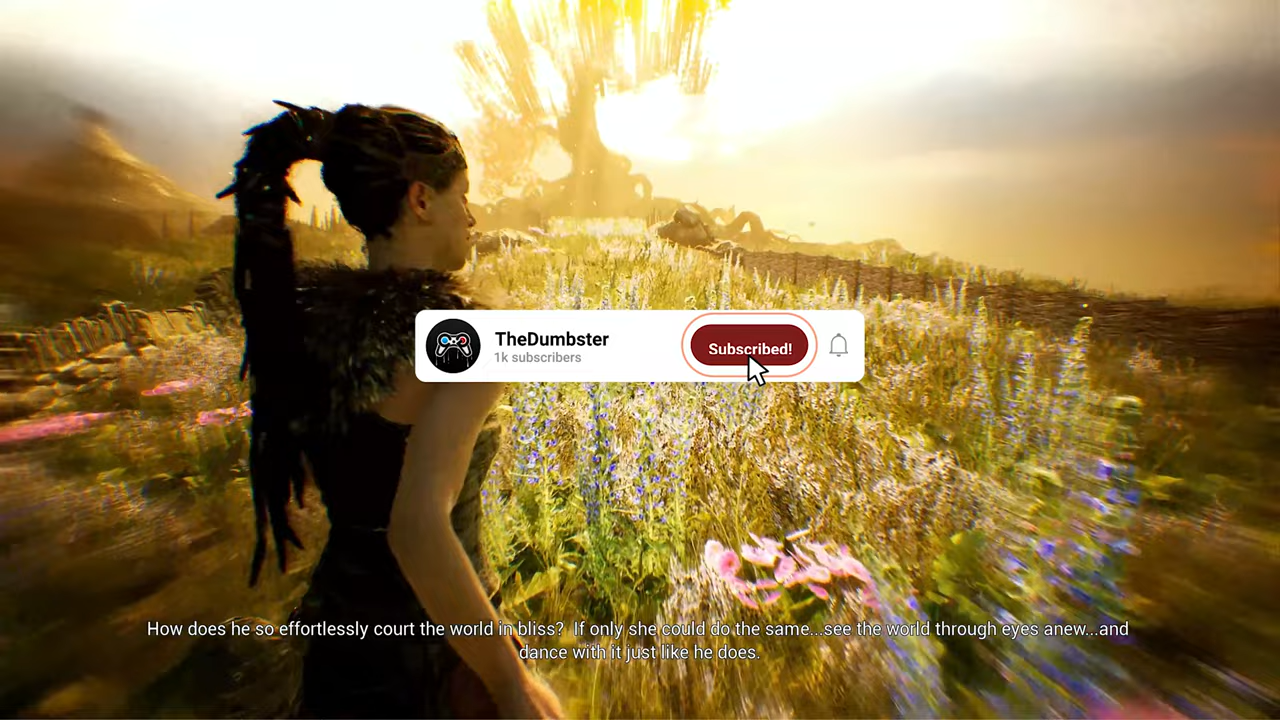 TheDumbster
1k subscribers
Subscribed!
How does he so effortlessly court the world in bliss?  If only she could do the same...see the world through eyes anew...and
dance with it just like he does.